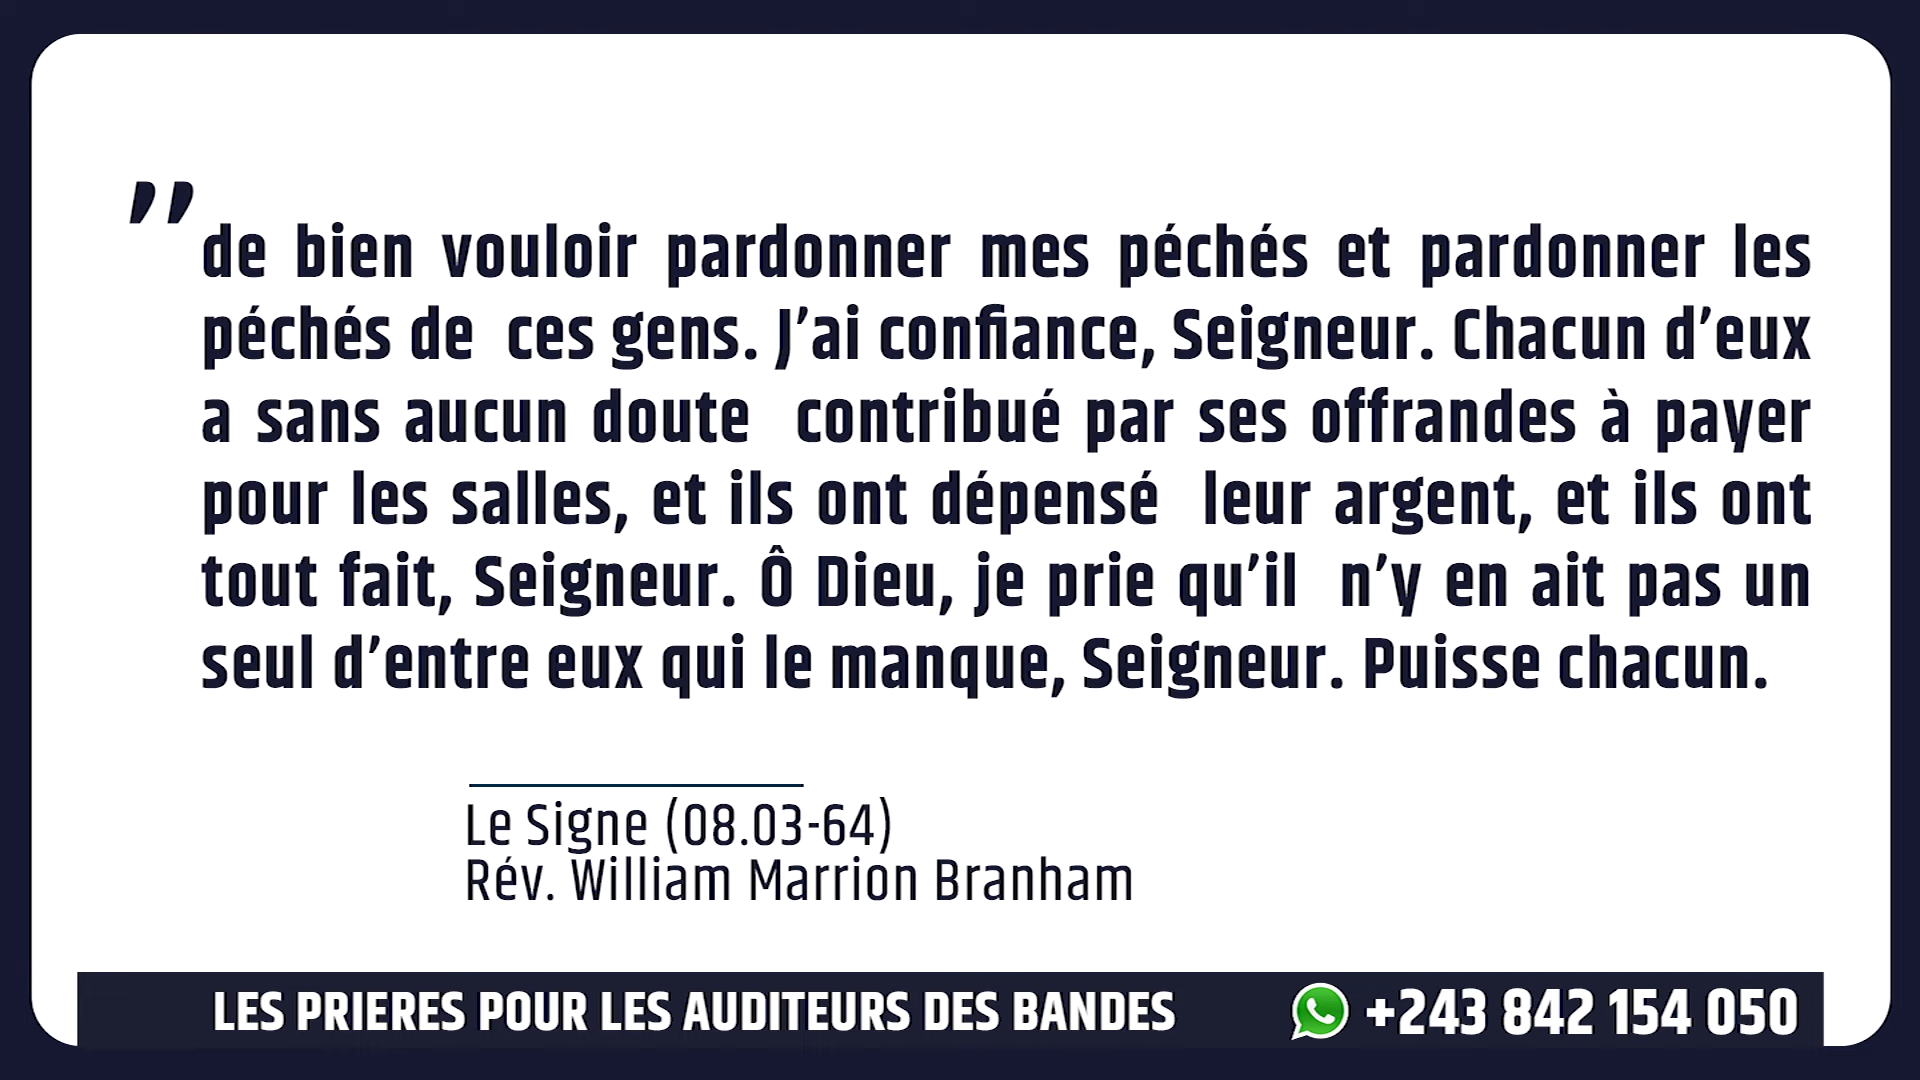 ” de bien vouloir pardonner mes péchés et pardonner les
péchés de ces gens. J’ai confiance, Seigneur. Chacun d’eux
a sans aucun doute contribué par ses offrandes à payer
pour les salles, et ils ont dépensé leur argent, et ils ont
tout fait, Seigneur. Ô Dieu, je prie qu’il n’y en ait pas un
seul d’entre eux qui le manque, Seigneur. Puisse chacun.
Le Signe (08.03-64)
Rév. William Marrion Branham
LES PRIERES POUR LES AUDITEURS DES BANDES +243 842 154 050